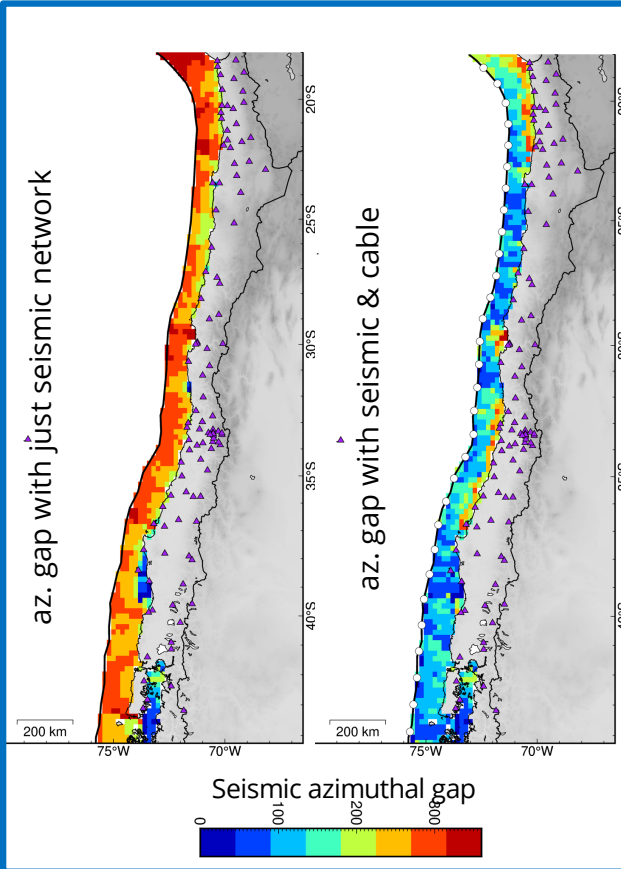 az. gap with just seismic network
20°S
25°S
30°S
35°S
40°S
200 km
75°W
70°W
az. gap with seismic & cable
200 km
75°W
70°W
Seismic azimuthal gap
0
100
200
300